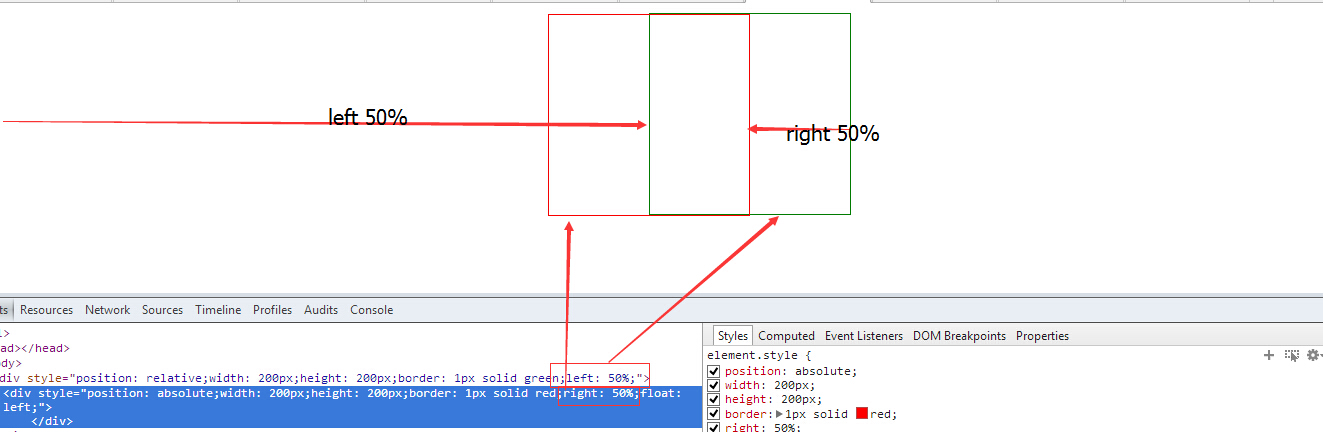 left 50%
right 50%
ts Resources Network Sources Timeline Profiles Audits Console
l>
ead></head>
ody>
div style="position: relative;width: 200px;height: 200px;border: 1px solid green;left: 50%;">
<div style="position: absolute;width: 200px;height: 200px;border: 1px solid red;right: 50%;float:
left;">
</div>
Styles Computed Event Listeners DOM Breakpoints Properties
element.style {
position: absolute;
width: 200px;
height: 200px;
border: 1px solid red;
right: 50%;